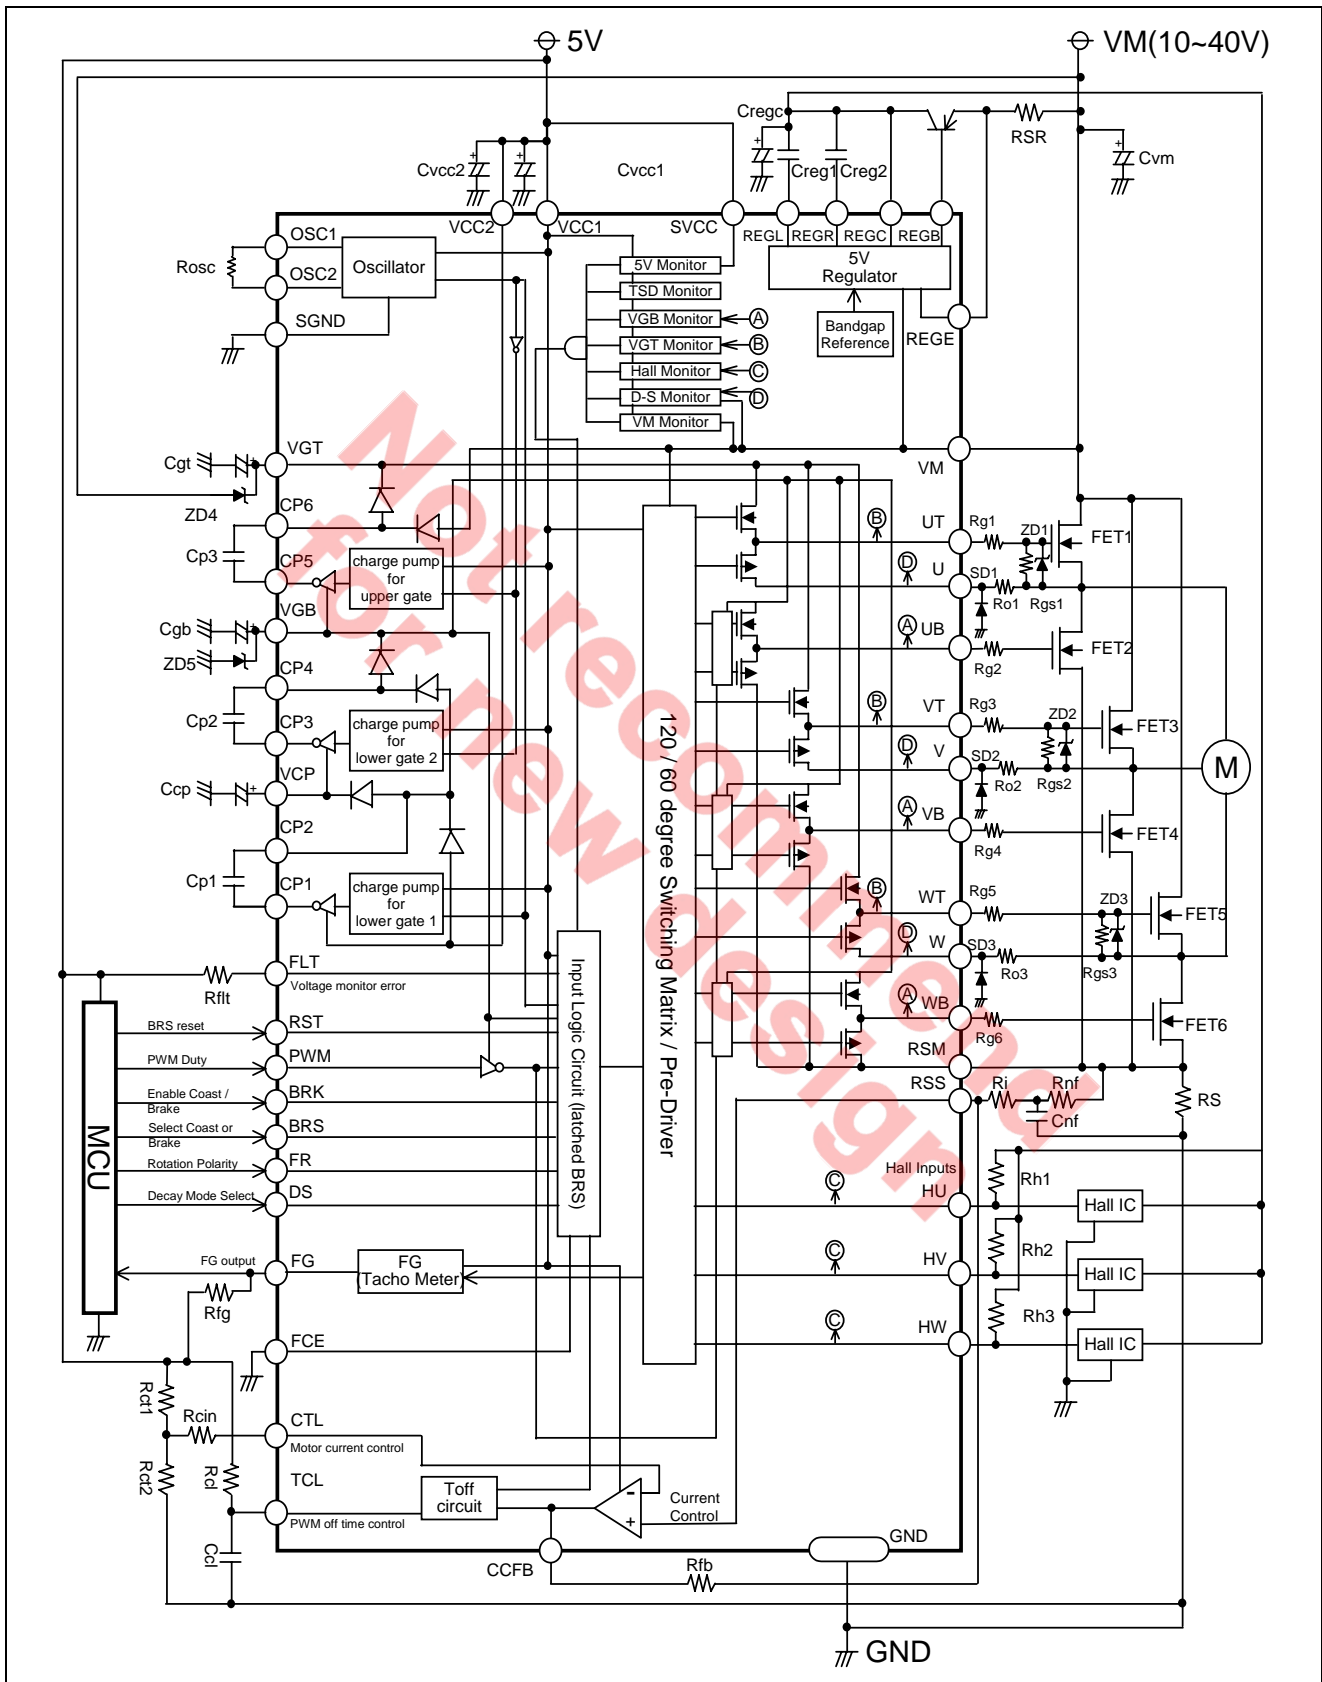 5V
VM(10~40V)
Cregc
RSR
Cvcc2
Cvcc1
Creg1
Creg2
Cvm
VCC2
VCC1
SVCC
REGL
REGR
REGC
REGB
OSC1
Rosc
OSC2
Oscillator
SGND
5V Monitor
TSD Monitor
VGB Monitor
A
VGT Monitor
B
Hall Monitor
C
D-S Monitor
D
VM Monitor
5V
Regulator
Bandgap
Reference
REGE
VGT
Cgt
ZD4
CP6
Cp3
CP5
charge pump
for
upper gate
VGB
Cgb
ZD5
CP4
Cp2
CP3
charge pump
for
lower gate 2
VCP
Ccp
CP2
Cp1
CP1
charge pump
for
lower gate 1
VM
B
UT
Rg1
ZD1
FET1
D
U
SD1
Ro1
Rgs1
A
UB
Rg2
FET2
B
VT
Rg3
ZD2
FET3
D
V
SD2
Ro2
Rgs2
M
A
VB
Rg4
FET4
B
WT
Rg5
ZD3
FET5
D
W
SD3
Ro3
Rgs3
A
WB
Rg6
FET6
RSM
RSS
Ri
Rnf
Cnf
RS
120 / 60 degree Switching Matrix / Pre-Driver
Input Logic Circuit (latched BRS)
FLT
Rflt
Voltage monitor error
MCU
BRS reset
RST
PWM Duty
PWM
Enable Coast /
Brake
BRK
Select Coast or
Brake
BRS
Rotation Polarity
FR
Decay Mode Select
DS
FG output
FG
FG
(Tacho Meter)
Rfg
FCE
Hall Inputs
C
HU
Rh1
Hall IC
C
HV
Rh2
Hall IC
C
HW
Rh3
Hall IC
Rct1
Rcin
CTL
Motor current control
Rct2
Rcl
TCL
PWM off time control
Toff
circuit
-
+
Current
Control
Ccl
CCFB
Rfb
GND
GND
Not recommend
for new design